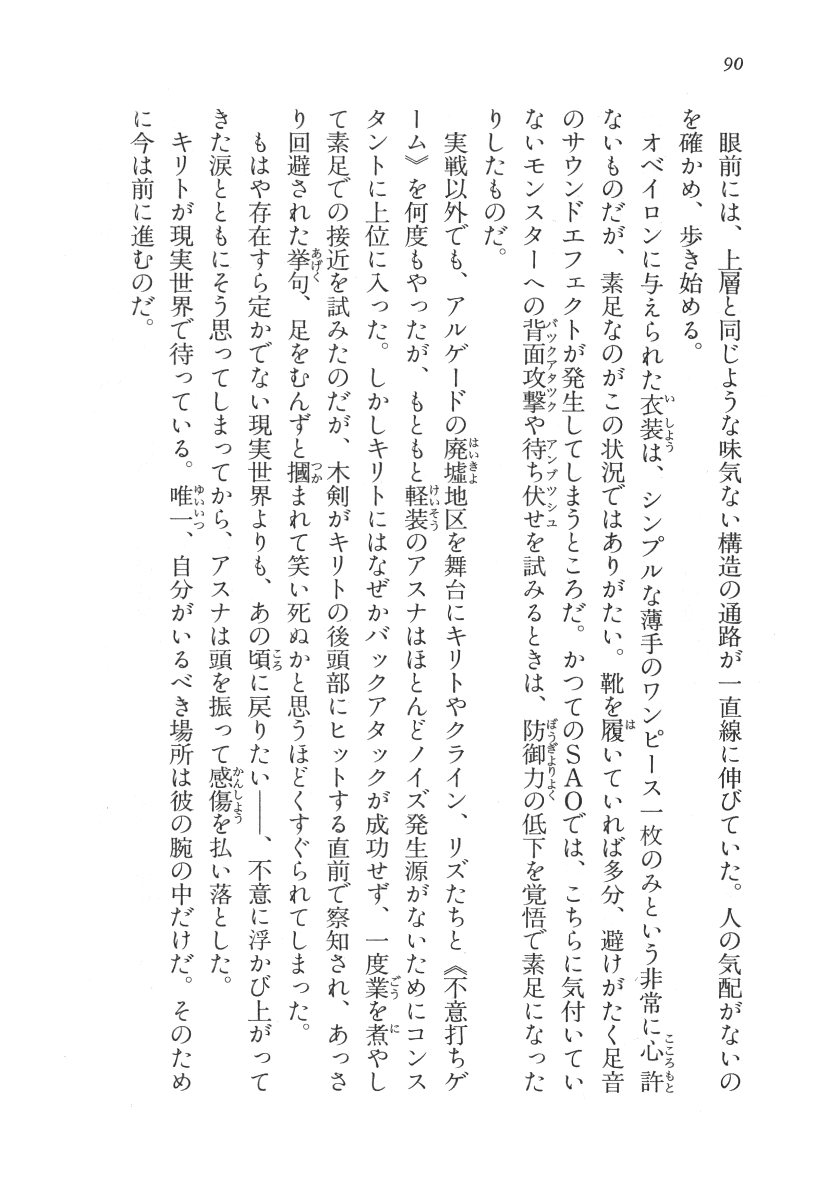 90
眼前には、上層と同じような味気ない構造の通路が一直線に伸びていた。人の気配がないの
を確かめ、歩き始める。
オベイロンに与えられた衣装は、シンプルな薄手のワンピース一枚のみという非常に心許
ないものだが、素足なのがこの状況ではありがたい。靴を履いていれば多分、避けがたく足音
のサウンドエフェクトが発生してしまうところだ。かつてのＳＡＯでは、こちらに気付いてい
ないモンスターへの背面攻撃や待ち伏せを試みるときは、防御力の低下を覚悟で素足になった
りしたものだ。
実戦以外でも、アルゲードの廃墟地区を舞台にキリトやクライン、リズたちと《不意打ちゲ
ーム》を何度もやったが、もともと軽装のアスナはほとんどノイズ発生源がないためにコンス
タントに上位に入った。しかしキリトにはなぜかバックアタックが成功せず、一度業を煮やし
て素足での接近を試みたのだが、木剣がキリトの後頭部にヒットする直前で察知され、あっさ
り回避された挙句、足をむんずと摑まれて笑い死ぬかと思うほどくすぐられてしまった。
もはや存在すら定かでない現実世界よりも、あの頃に戻りたい――、不意に浮かび上がって
きた涙とともにそう思ってしまってから、アスナは頭を振って感傷を払い落とした。
キリトが現実世界で待っている。唯一、自分がいるべき場所は彼の腕の中だけだ。そのため
に今は前に進むのだ。